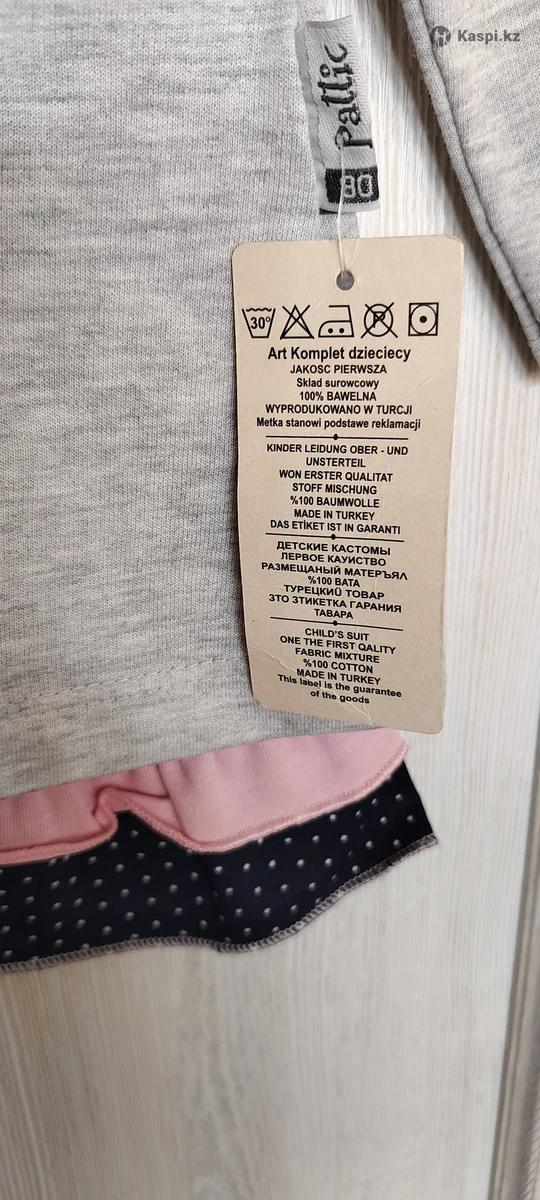 Kaspi.kz
Pattic
80
30°
P
Art Komplet dzieciecy
JAKOSC PIERWSZA
Sklad surowcowy
100% BAWELNA
WYPRODUKOWANO W TURCJI
Metka stanowi podstawe reklamacji
KINDER LEIDUNG OBER - UND
UNSTERTEIL
WON ERSTER QUALITAT
STOFF MISCHUNG
%100 BAUMWOLLE
MADE IN TURKEY
DAS ETİKET IST IN GARANTI
ДЕТСКИЕ КАСТОМЫ
ЛЕРВОЕ КАУИСТВО
РАЗМЕЩАНЫЙ МАТЕРЪЯЛ
%100 ВАТА
ТУРЕЦКИЙ ТОВАР
ЗТО ЗТИКЕТКА ГАРАНИЯ
ТАВАРА
CHILD'S SUIT
ONE THE FIRST QALITY
FABRIC MIXTURE
%100 COTTON
MADE IN TURKEY
This label is the guarantee
of the goods